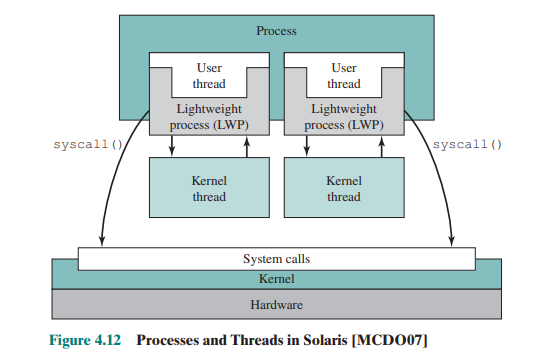 Process
User
thread
User
thread
Lightweight
process (LWP)
Lightweight
process (LWP)
syscall()
syscall()
Kernel
thread
Kernel
thread
System calls
Kernel
Hardware
Figure 4.12 Processes and Threads in Solaris [MCDO07]